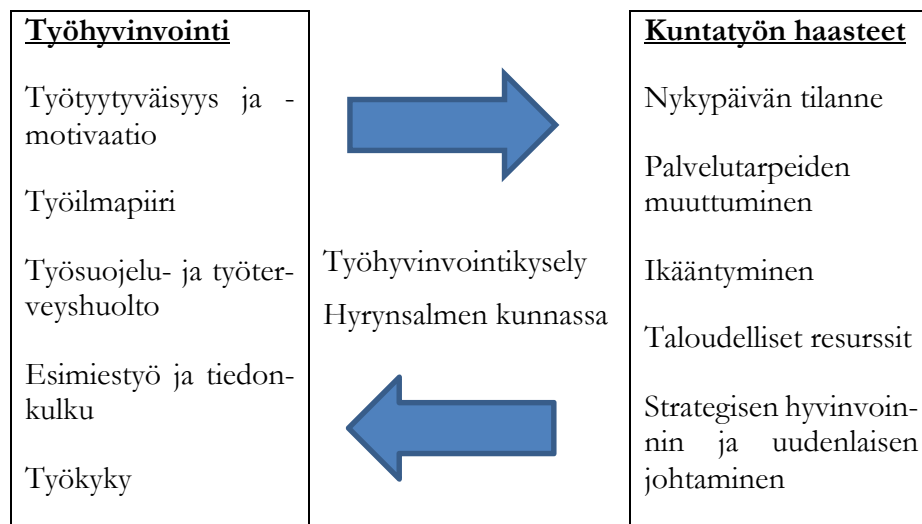 Työhyvinvointi
Työtyytyväisyys ja -
motivaatio
Työilmapiiri
Työsuojelu- ja työter-
veyshuolto
Esimiestyö ja tiedon-
kulku
Työkyky
Työhyvinvointikysely
Hyrynsalmen kunnassa
Kuntatyön haasteet
Nykypäivän tilanne
Palvelutarpeiden
muuttuminen
Ikääntyminen
Taloudelliset resurssit
Strategisen hyvinvoin-
nin ja uudenlaisen
johtaminen